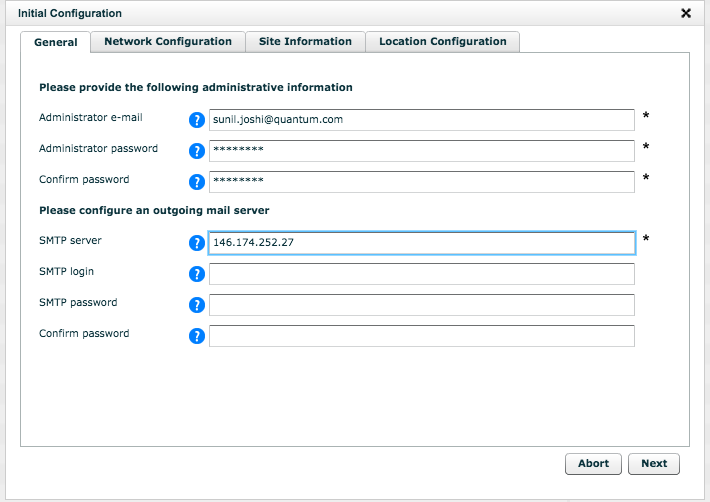 Initial Configuration
General Network Configuration Site Information Location Configuration
Please provide the following administrative information
Administrator e-mail ? sunil.joshi@quantum.com *
Administrator password ? ******** *
Confirm password ? ******** *
Please configure an outgoing mail server
SMTP server ? 146.174.252.27 *
SMTP login ?
SMTP password ?
Confirm password ?
Abort Next